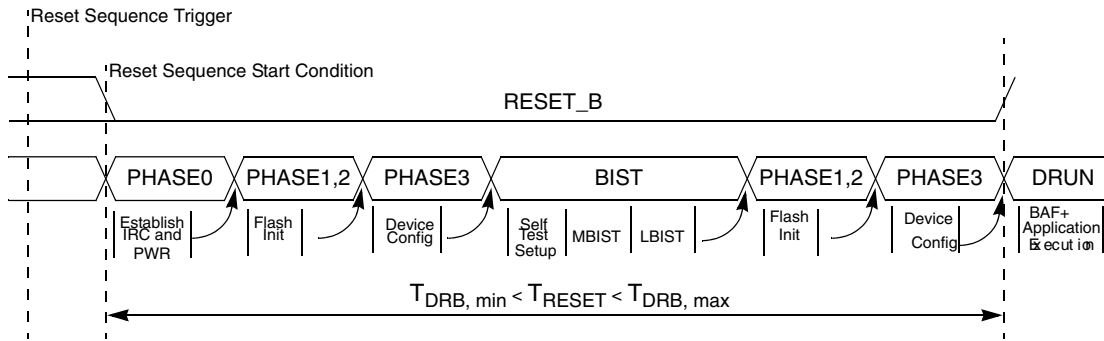 Reset Sequence Trigger
Reset Sequence Start Condition
RESET_B
PHASE0
PHASE1,2
PHASE3
BIST
PHASE1,2
PHASE3
DRUN
Establish
IRC and
PWR
Flash
Init
Device
Config
Self
Test
Setup
MBIST
LBIST
Flash
Init
Device
Config
BAF+
Application
Execution
TDRB, min < TRESET < TDRB, max